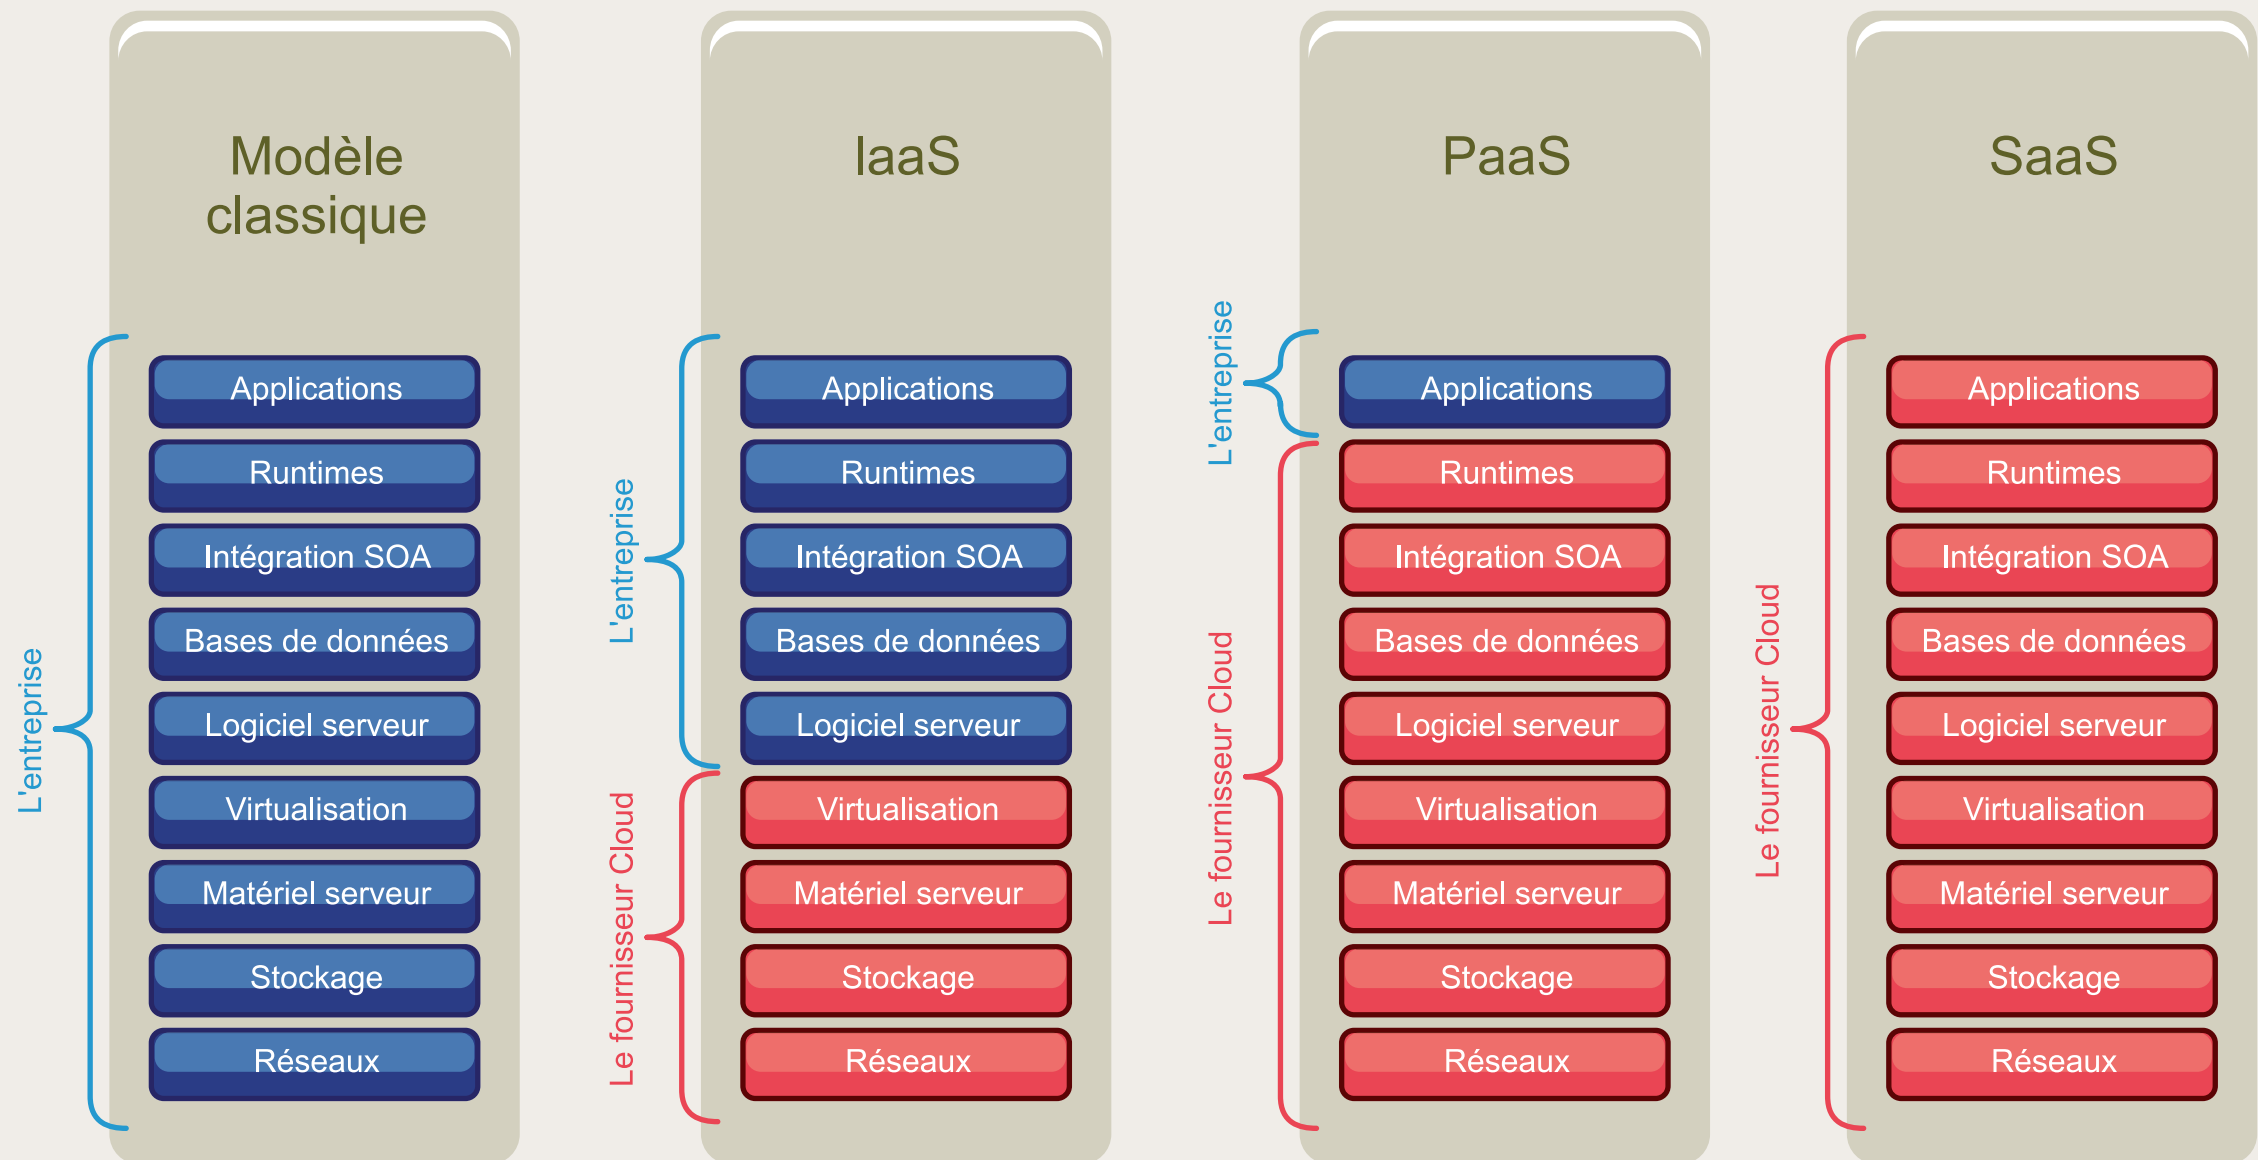 Modèle
classique
L'entreprise
Applications
Runtimes
Intégration SOA
Bases de données
Logiciel serveur
Virtualisation
Matériel serveur
Stockage
Réseaux
IaaS
L'entreprise
Le fournisseur Cloud
Applications
Runtimes
Intégration SOA
Bases de données
Logiciel serveur
Virtualisation
Matériel serveur
Stockage
Réseaux
PaaS
L'entreprise
Le fournisseur Cloud
Applications
Runtimes
Intégration SOA
Bases de données
Logiciel serveur
Virtualisation
Matériel serveur
Stockage
Réseaux
SaaS
Le fournisseur Cloud
Applications
Runtimes
Intégration SOA
Bases de données
Logiciel serveur
Virtualisation
Matériel serveur
Stockage
Réseaux